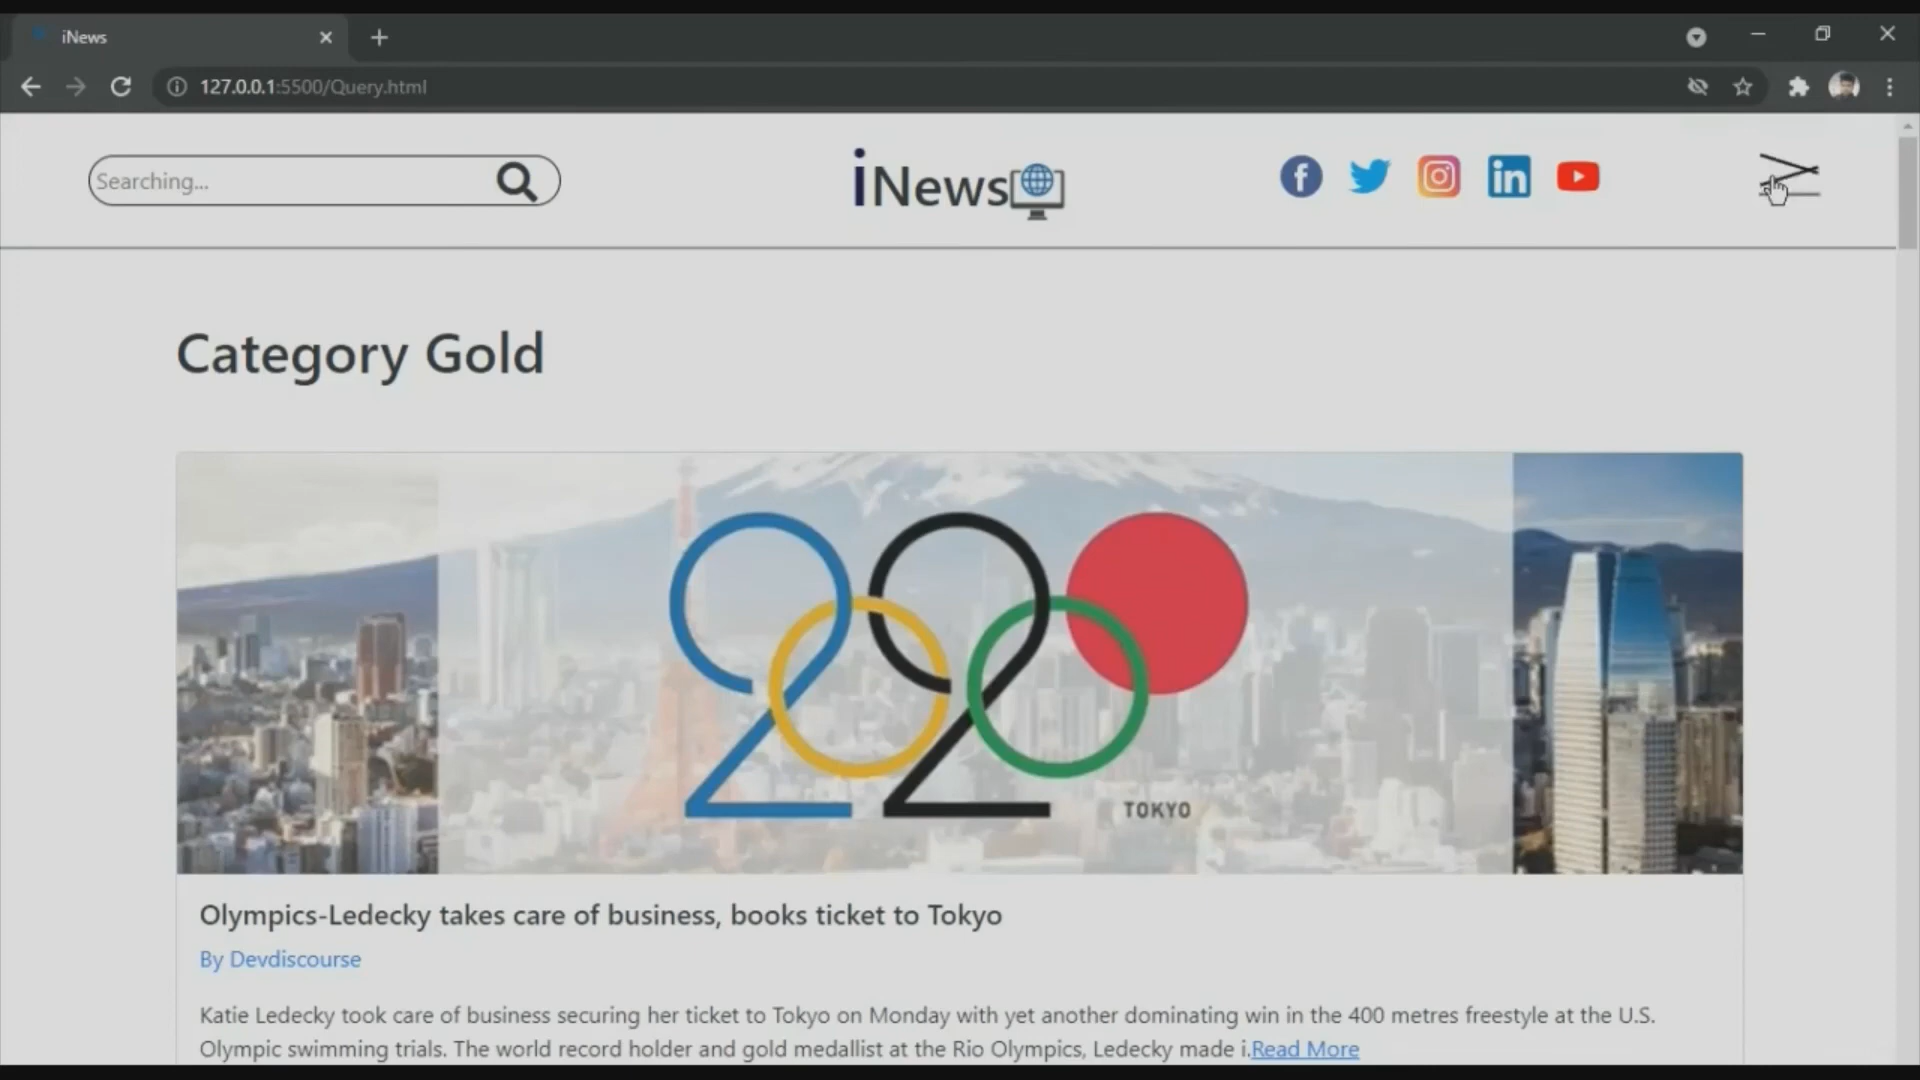 iNews
127.0.0.1:5500/Query.html
Searching...
iNews
Category Gold
TOKYO
Olympics-Ledecky takes care of business, books ticket to Tokyo
By Devdiscourse
Katie Ledecky took care of business securing her ticket to Tokyo on Monday with yet another dominating win in the 400 metres freestyle at the U.S.
Olympic swimming trials. The world record holder and gold medallist at the Rio Olympics, Ledecky made i.Read More